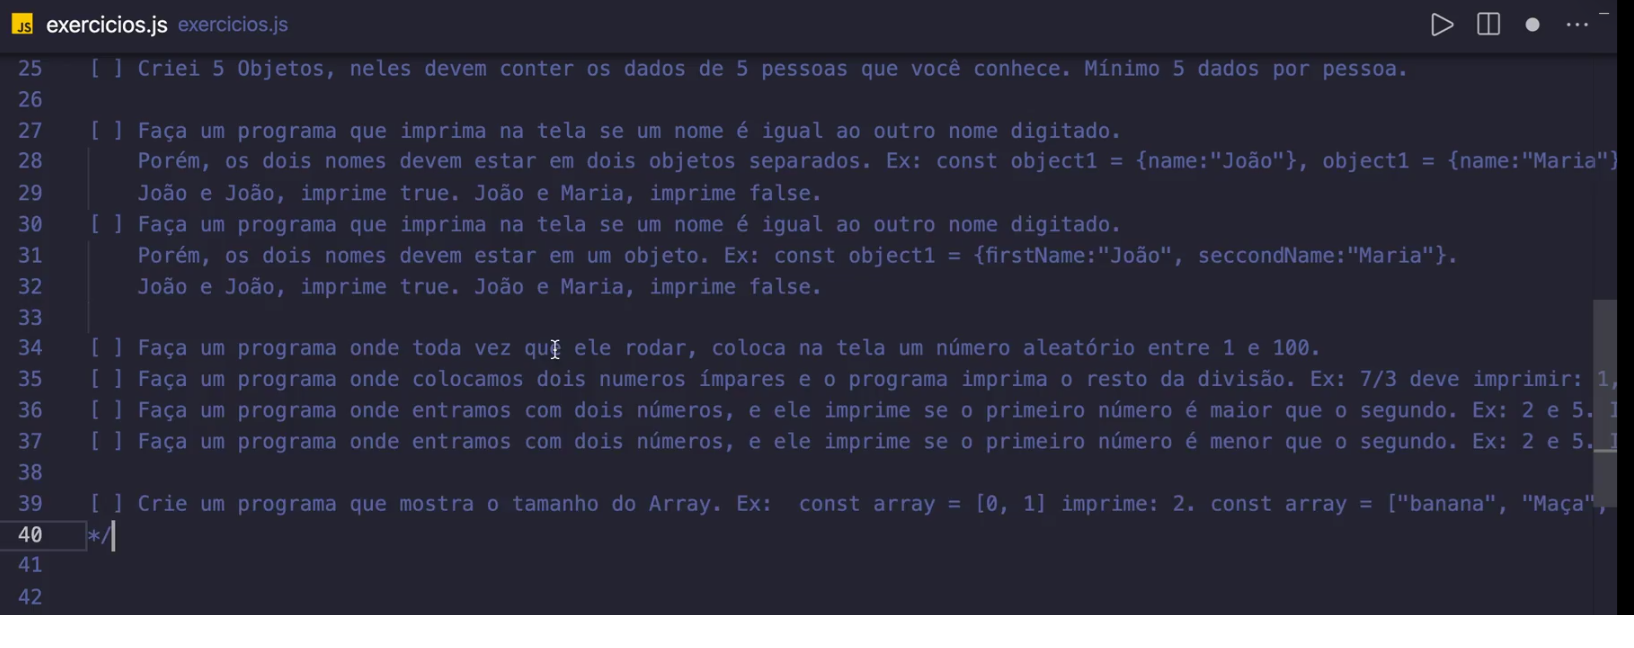 JS exercicios.js exercicios.js
25 [ ] Criei 5 Objetos, neles devem conter os dados de 5 pessoas que você conhece. Mínimo 5 dados por pessoa.
26
27 [ ] Faça um programa que imprima na tela se um nome é igual ao outro nome digitado.
28 Porém, os dois nomes devem estar em dois objetos separados. Ex: const object1 = {name:"João"}, object1 = {name:"Maria"}
29 João e João, imprime true. João e Maria, imprime false.
30 [ ] Faça um programa que imprima na tela se um nome é igual ao outro nome digitado.
31 Porém, os dois nomes devem estar em um objeto. Ex: const object1 = {firstName:"João", seccondName:"Maria"}.
32 João e João, imprime true. João e Maria, imprime false.
33
34 [ ] Faça um programa onde toda vez que ele rodar, coloca na tela um número aleatório entre 1 e 100.
35 [ ] Faça um programa onde colocamos dois numeros ímpares e o programa imprima o resto da divisão. Ex: 7/3 deve imprimir: 1,
36 [ ] Faça um programa onde entramos com dois números, e ele imprime se o primeiro número é maior que o segundo. Ex: 2 e 5.
37 [ ] Faça um programa onde entramos com dois números, e ele imprime se o primeiro número é menor que o segundo. Ex: 2 e 5.
38
39 [ ] Crie um programa que mostra o tamanho do Array. Ex:  const array = [0, 1] imprime: 2. const array = ["banana", "Maça",
40 */
41
42